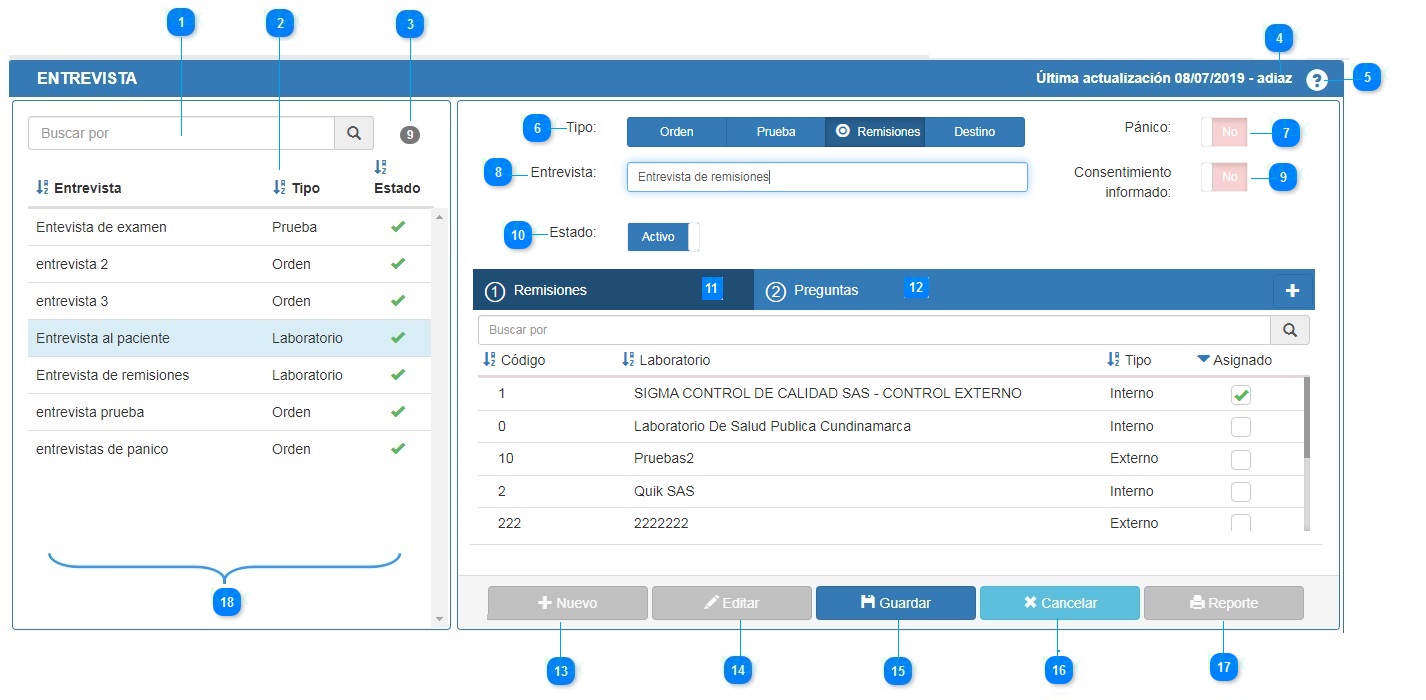 1
2
3
4
ENTREVISTA
Última actualización 08/07/2019 - adiaz
?
5
Buscar por
9
Entrevista
Tipo
Estado
Entevista de examen Prueba
entrevista 2 Orden
entrevista 3 Orden
Entrevista al paciente Laboratorio
Entrevista de remisiones Laboratorio
entrevista prueba Orden
entrevistas de panico Orden
18
6
Tipo:
Orden Prueba Remisiones Destino
Pánico:
No
7
8
Entrevista:
Entrevista de remisiones
Consentimiento
informado:
No
9
10
Estado:
Activo
1 Remisiones
11
2 Preguntas
12
Buscar por
Código Laboratorio Tipo Asignado
1 SIGMA CONTROL DE CALIDAD SAS - CONTROL EXTERNO Interno
0 Laboratorio De Salud Publica Cundinamarca Interno
10 Pruebas2 Externo
2 Quik SAS Interno
222 2222222 Externo
Nuevo
Editar
Guardar
Cancelar
Reporte
13
14
15
16
17